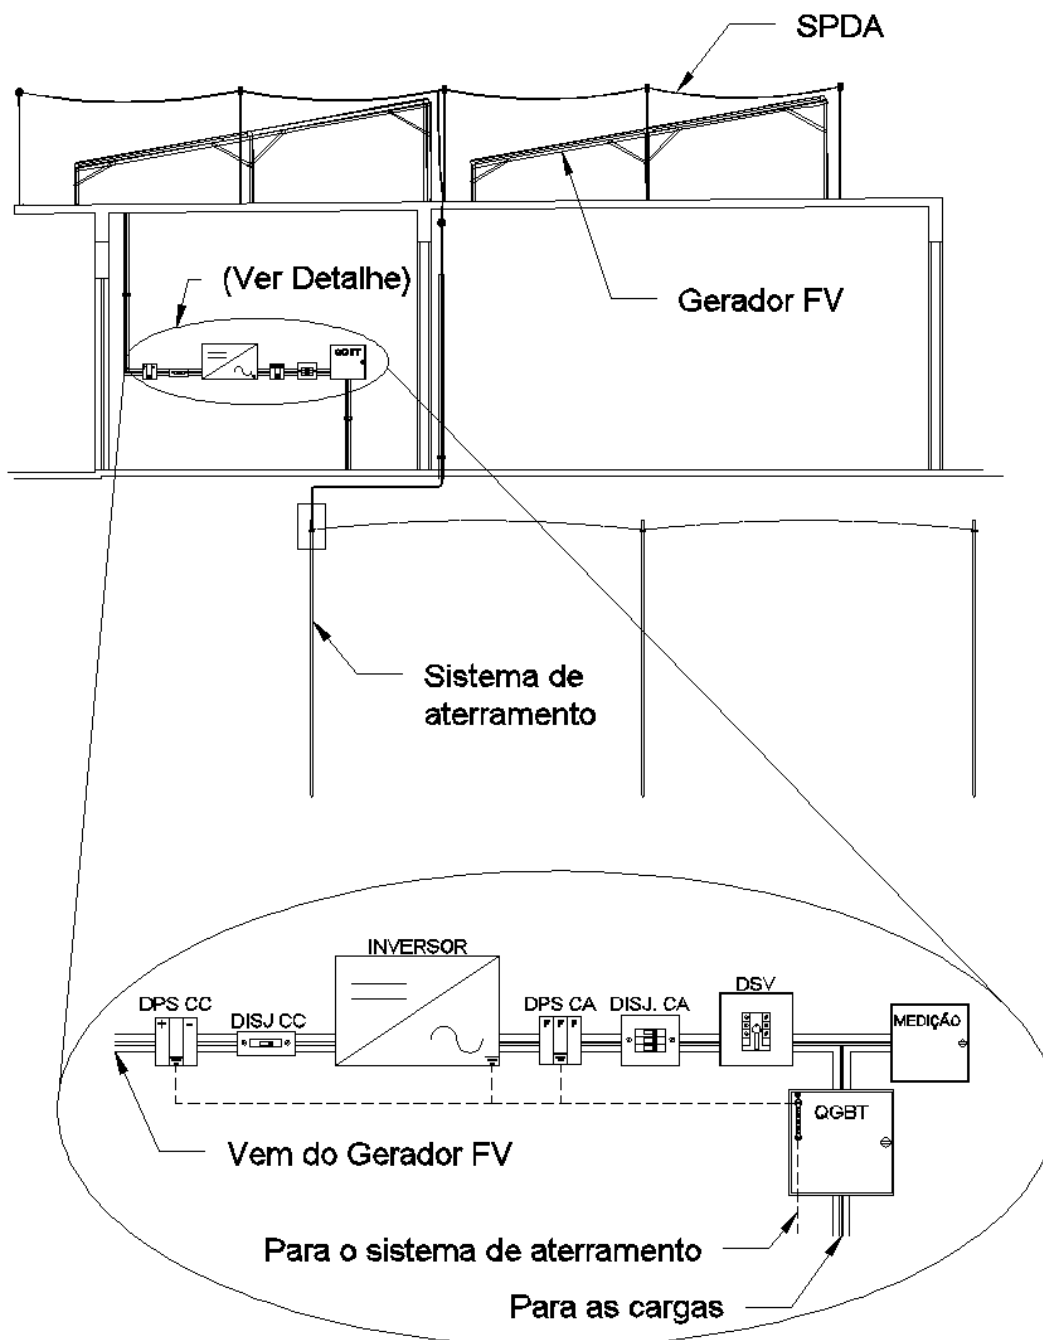 SPDA
(Ver Detalhe)
Gerador FV
QGBT
Sistema de
aterramento
INVERSOR
DPS CC
DISJ CC
DPS CA
DISJ. CA
DSV
MEDIÇÃO
+ -
F F F
QGBT
Vem do Gerador FV
Para o sistema de aterramento
Para as cargas